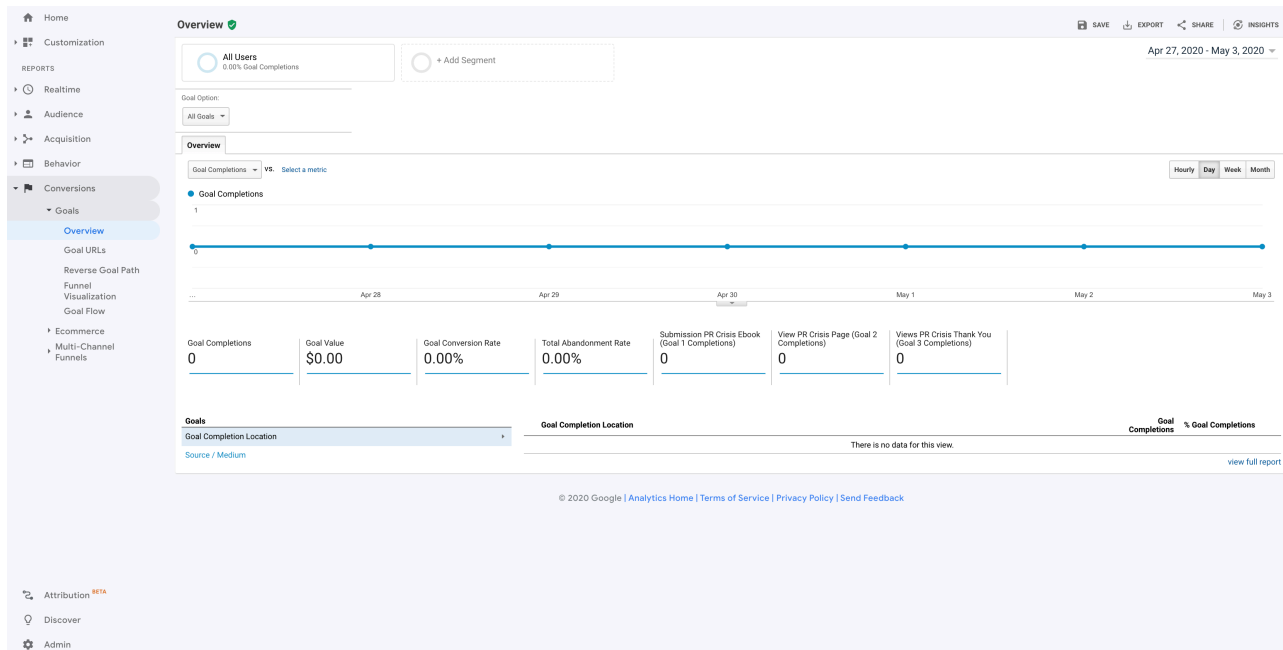 Home
Customization
REPORTS
Realtime
Audience
Acquisition
Behavior
Conversions
Goals
Overview
Goal URLs
Reverse Goal Path
Funnel
Visualization
Goal Flow
Ecommerce
Multi-Channel
Funnels
Attribution BETA
Discover
Admin
Overview
SAVE EXPORT SHARE INSIGHTS
All Users
0.00% Goal Completions
+ Add Segment
Apr 27, 2020 - May 3, 2020
Goal Option:
All Goals
Overview
Goal Completions VS. Select a metric
Hourly Day Week Month
Goal Completions
1
0
... Apr 28 Apr 29 Apr 30 May 1 May 2 May 3
Goal Completions
0
Goal Value
$0.00
Goal Conversion Rate
0.00%
Total Abandonment Rate
0.00%
Submission PR Crisis Ebook
(Goal 1 Completions)
0
View PR Crisis Page (Goal 2
Completions)
0
Views PR Crisis Thank You
(Goal 3 Completions)
0
Goals
Goal Completion Location
Source / Medium
Goal Completion Location
Goal
Completions
% Goal Completions
There is no data for this view.
view full report
© 2020 Google | Analytics Home | Terms of Service | Privacy Policy | Send Feedback